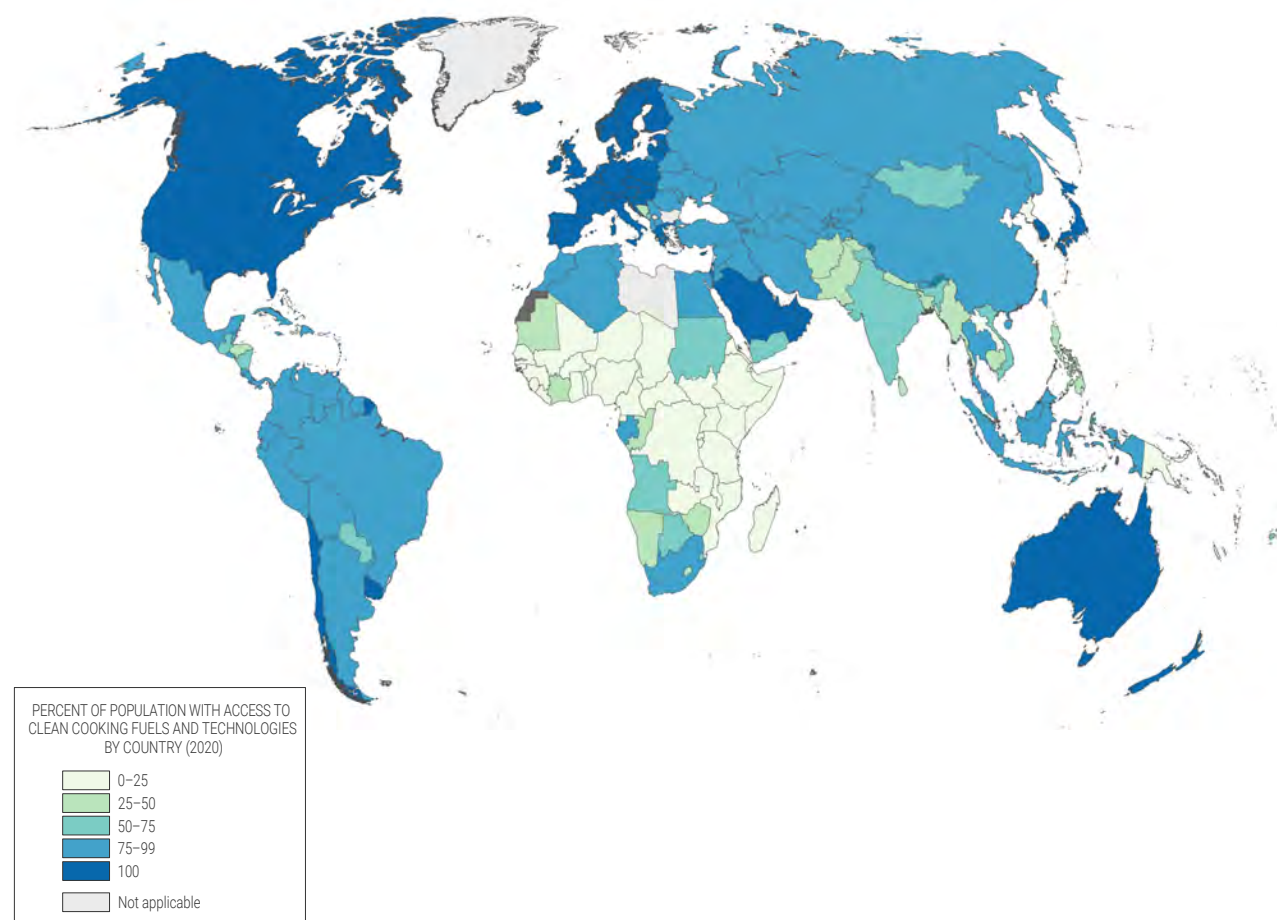 PERCENT OF POPULATION WITH ACCESS TO
CLEAN COOKING FUELS AND TECHNOLOGIES
BY COUNTRY (2020)
0–25
25–50
50–75
75–99
100
Not applicable